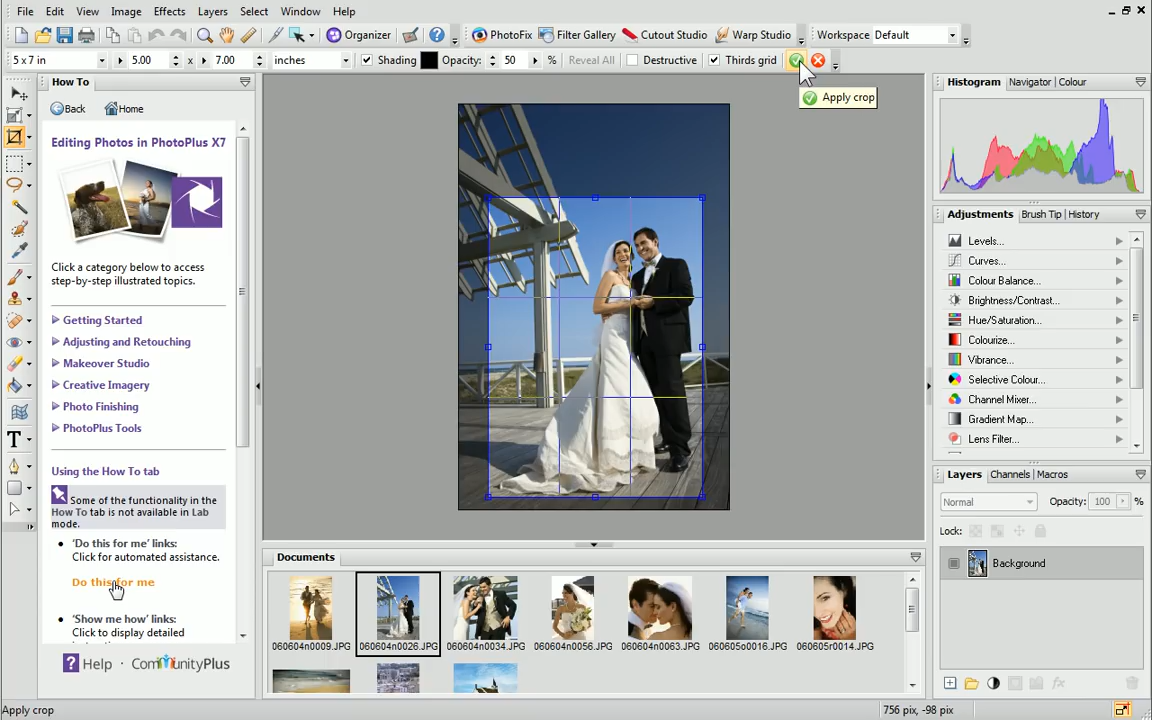 File Edit View Image Effects Layers Select Window Help
Organizer PhotoFix Filter Gallery Cutout Studio Warp Studio Workspace Default
5 x 7 in 5.00 x 7.00 inches Shading Opacity: 50 % Reveal All Destructive Thirds grid
Apply crop
How To
Back Home
Editing Photos in PhotoPlus X7
Click a category below to access
step-by-step illustrated topics.
Getting Started
Adjusting and Retouching
Makeover Studio
Creative Imagery
Photo Finishing
PhotoPlus Tools
Using the How To tab
Some of the functionality in the
How To tab is not available in Lab
mode.
'Do this for me' links:
Click for automated assistance.
Do this for me
'Show me how' links:
Click to display detailed
Help · CommunityPlus
Documents
060604n0009.JPG 060604n0026.JPG 060604n0034.JPG 060604n0056.JPG 060604n0063.JPG 060605s0016.JPG 060605r0014.JPG
Histogram Navigator | Colour
Adjustments Brush Tip | History
Levels...
Curves...
Colour Balance...
Brightness/Contrast...
Hue/Saturation...
Colourize...
Vibrance...
Selective Colour...
Channel Mixer...
Gradient Map...
Lens Filter...
Layers Channels | Macros
Normal Opacity: 100 %
Lock:
Background
Apply crop 756 pix, -98 pix